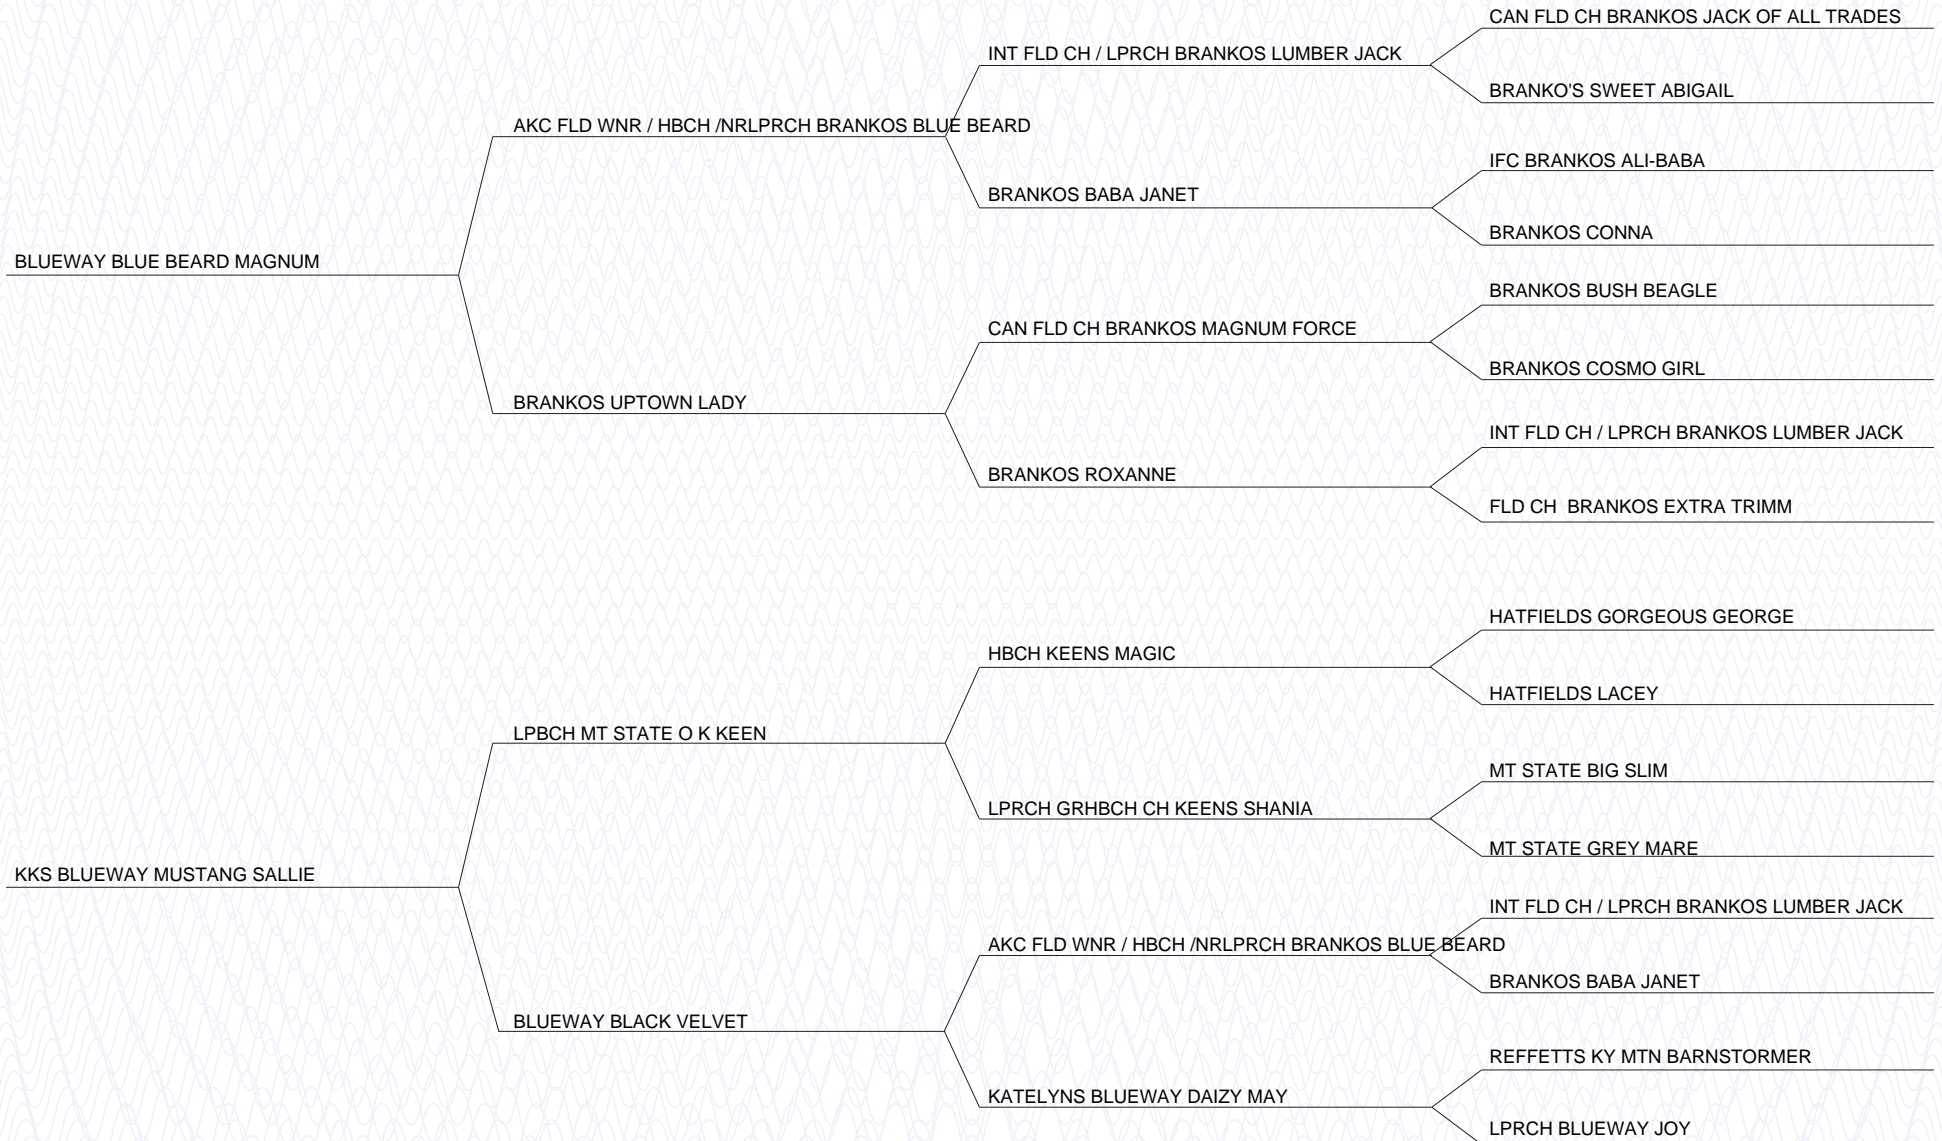 CAN FLD CH BRANKOS JACK OF ALL TRADES
INT FLD CH / LPRCH BRANKOS LUMBER JACK
BRANKO'S SWEET ABIGAIL
AKC FLD WNR / HBCH /NRLPRCH BRANKOS BLUE BEARD
IFC BRANKOS ALI-BABA
BRANKOS BABA JANET
BRANKOS CONNA
BLUEWAY BLUE BEARD MAGNUM
BRANKOS BUSH BEAGLE
CAN FLD CH BRANKOS MAGNUM FORCE
BRANKOS COSMO GIRL
BRANKOS UPTOWN LADY
INT FLD CH / LPRCH BRANKOS LUMBER JACK
BRANKOS ROXANNE
FLD CH  BRANKOS EXTRA TRIMM
HATFIELDS GORGEOUS GEORGE
HBCH KEENS MAGIC
HATFIELDS LACEY
LPBCH MT STATE O K KEEN
MT STATE BIG SLIM
LPRCH GRHBCH CH KEENS SHANIA
MT STATE GREY MARE
KKS BLUEWAY MUSTANG SALLIE
INT FLD CH / LPRCH BRANKOS LUMBER JACK
AKC FLD WNR / HBCH /NRLPRCH BRANKOS BLUE BEARD
BRANKOS BABA JANET
BLUEWAY BLACK VELVET
REFFETTS KY MTN BARNSTORMER
KATELYNS BLUEWAY DAIZY MAY
LPRCH BLUEWAY JOY